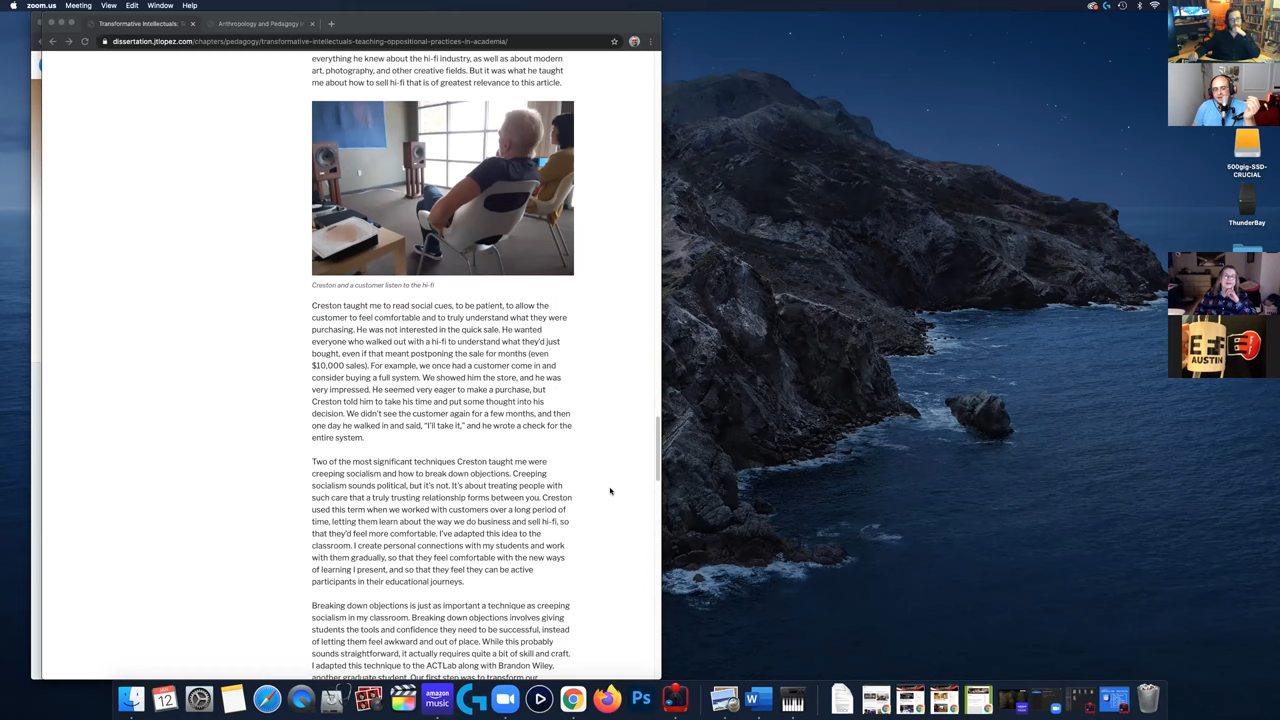 zoom.us Meeting View Edit Window Help
Transformative Intellectuals:
Anthropology and Pedagogy
dissertation.jtlopez.com/chapters/pedagogy/transformative-intellectuals-teaching-oppositional-practices-in-academia/
everything he knew about the hi-fi industry, as well as about modern
art, photography, and other creative fields. But it was what he taught
me about how to sell hi-fi that is of greatest relevance to this article.
Creston and a customer listen to the hi-fi
Creston taught me to read social cues, to be patient, to allow the
customer to feel comfortable and to truly understand what they were
purchasing. He was not interested in the quick sale. He wanted
everyone who walked out with a hi-fi to understand what they'd just
bought, even if that meant postponing the sale for months (even
$10,000 sales). For example, we once had a customer come in and
consider buying a full system. We showed him the store, and he was
very impressed. He seemed very eager to make a purchase, but
Creston told him to take his time and put some thought into his
decision. We didn't see the customer again for a few months, and then
one day he walked in and said, “I'll take it,” and he wrote a check for the
entire system.
Two of the most significant techniques Creston taught me were
creeping socialism and how to break down objections. Creeping
socialism sounds political, but it's not. It's about treating people with
such care that a truly trusting relationship forms between you. Creston
used this term when we worked with customers over a long period of
time, letting them learn about the way we do business and sell hi-fi, so
that they'd feel more comfortable. I've adapted this idea to the
classroom. I create personal connections with my students and work
with them gradually, so that they feel comfortable with the new ways
of learning I present, and so that they feel they can be active
participants in their educational journeys.
Breaking down objections is just as important a technique as creeping
socialism in my classroom. Breaking down objections involves giving
students the tools and confidence they need to be successful, instead
of letting them feel awkward and out of place. While this probably
sounds straightforward, it actually requires quite a bit of skill and craft.
I adapted this technique to the ACTLab along with Brandon Wiley,
another graduate student. Our first step was to transform our
500gig-SSD-
CRUCIAL
ThunderBay
EFF
AUSTIN
JAN
12
amazon
music
Ps